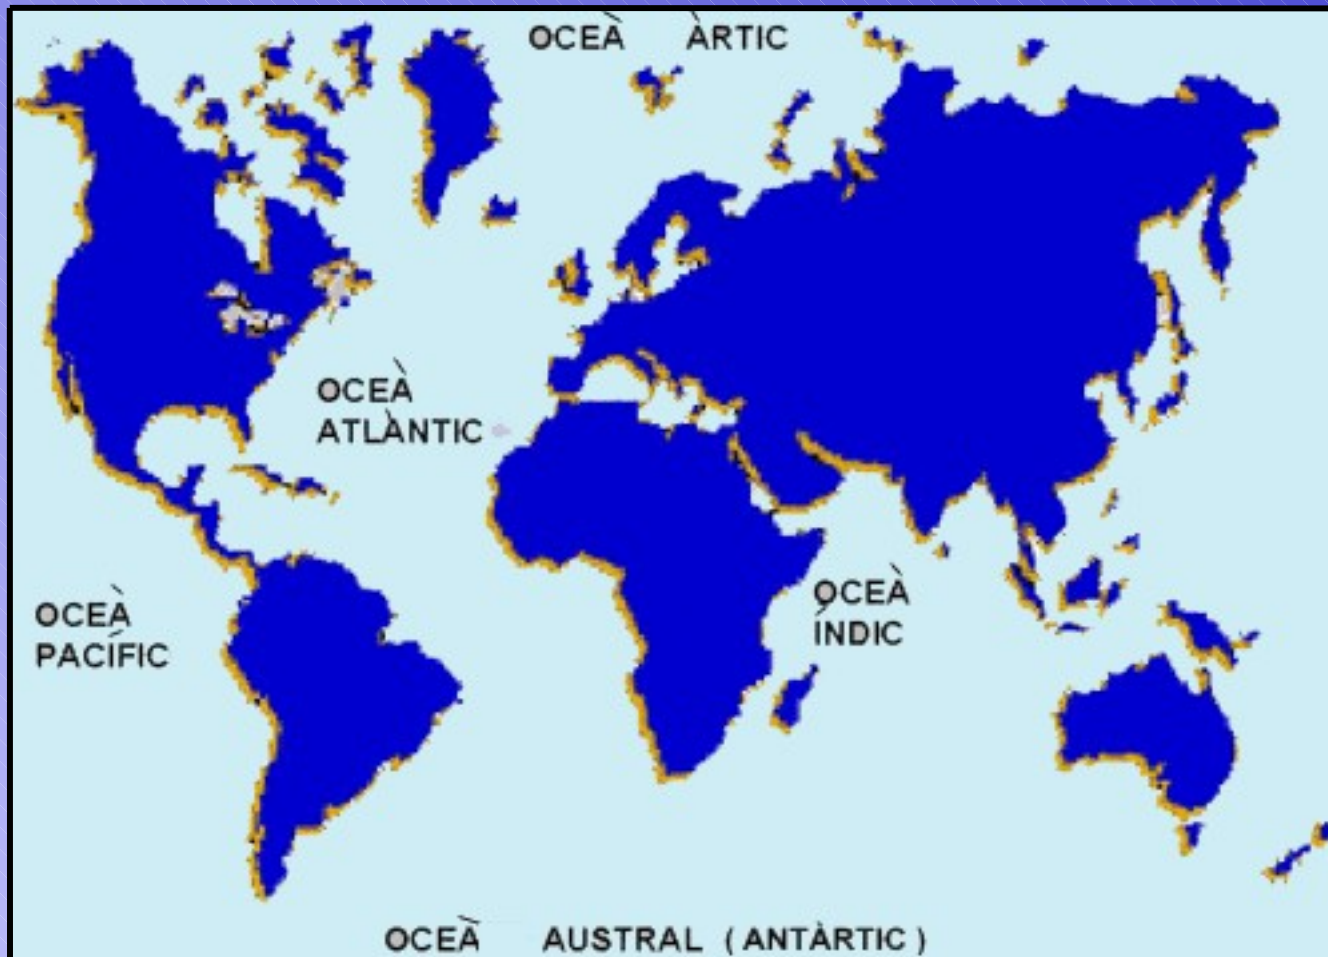 OCEÀ ÀRTIC
OCEÀ
ATLÀNTIC
OCEÀ
PACÍFIC
OCEÀ
ÍNDIC
OCEÀ AUSTRAL ( ANTÀRTIC )